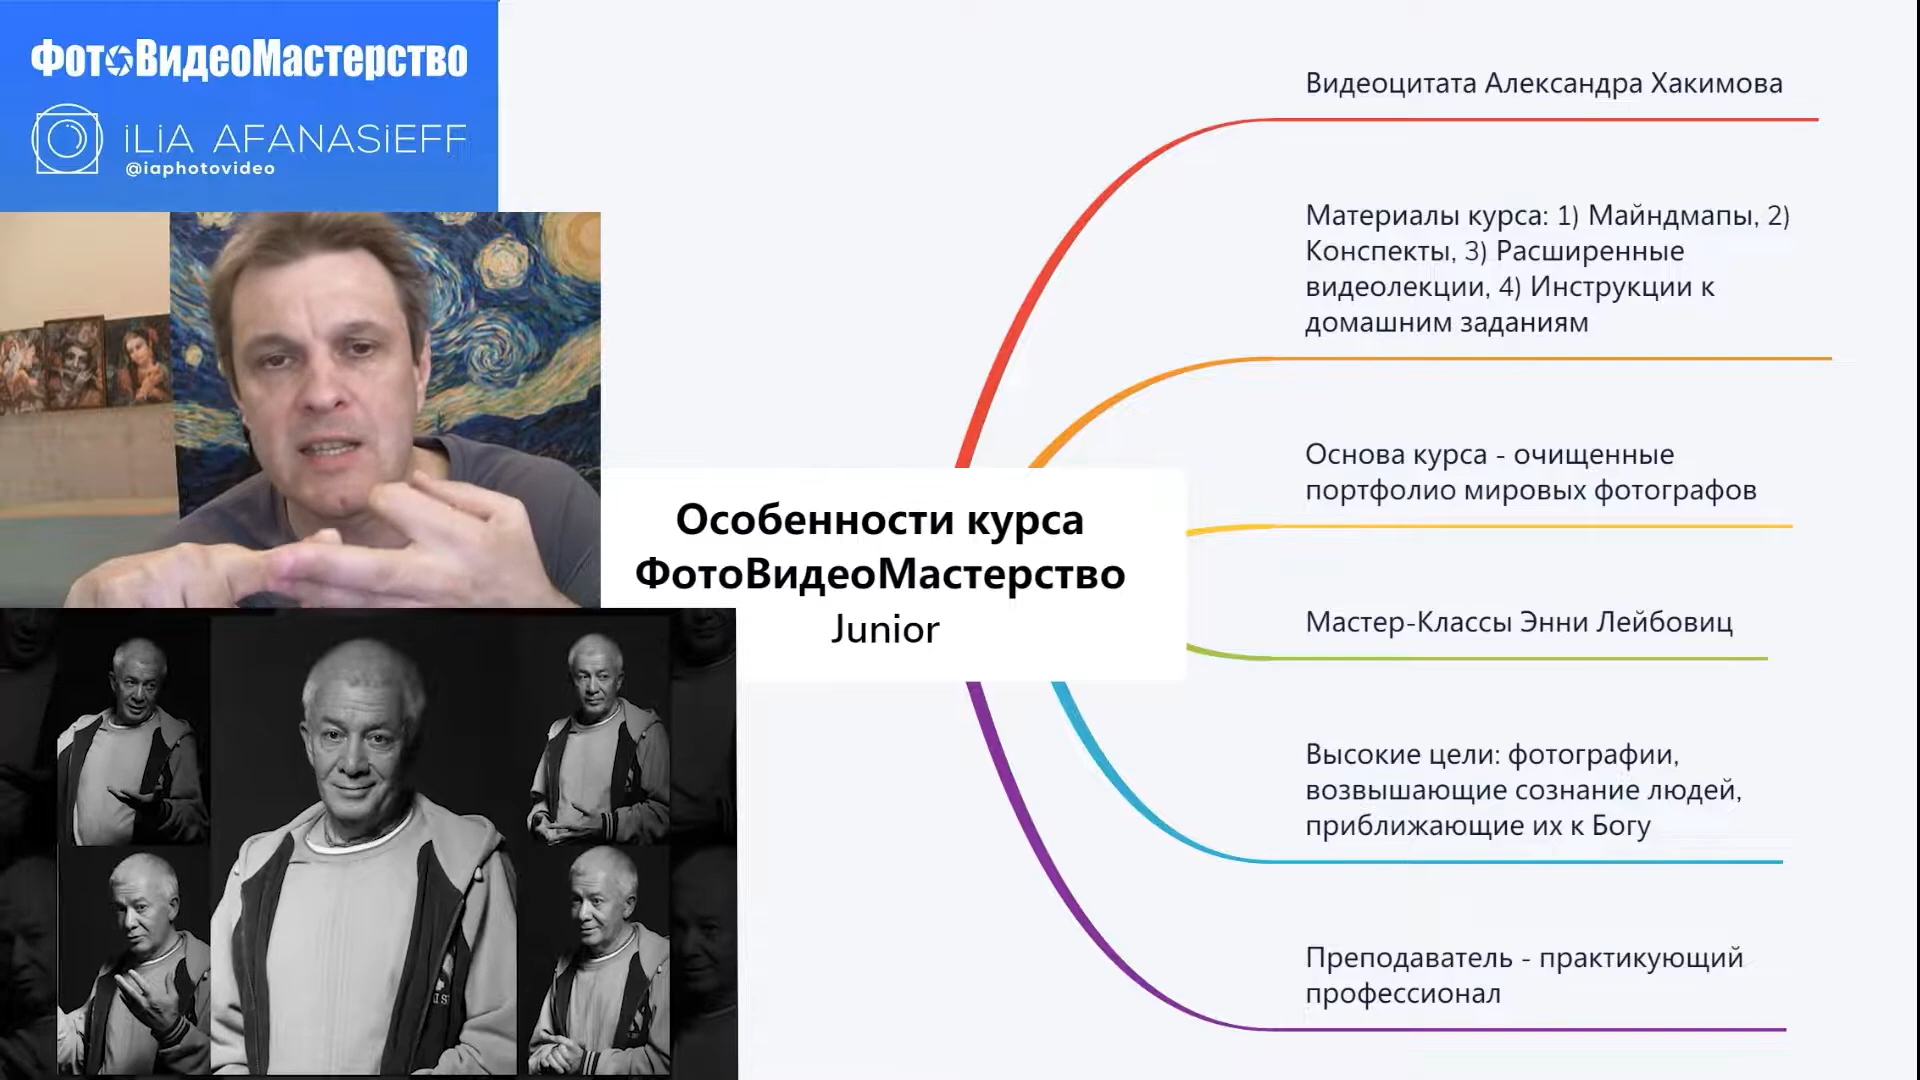 ФотоВидеоМастерство
iLiA AFANASiEFF
@iaphotovideo
Особенности курса
ФотоВидеоМастерство
Junior
Видеоцитата Александра Хакимова
Материалы курса: 1) Майндмапы, 2)
Конспекты, 3) Расширенные
видеолекции, 4) Инструкции к
домашним заданиям
Основа курса - очищенные
портфолио мировых фотографов
Мастер-Классы Энни Лейбовиц
Высокие цели: фотографии,
возвышающие сознание людей,
приближающие их к Богу
Преподаватель - практикующий
профессионал